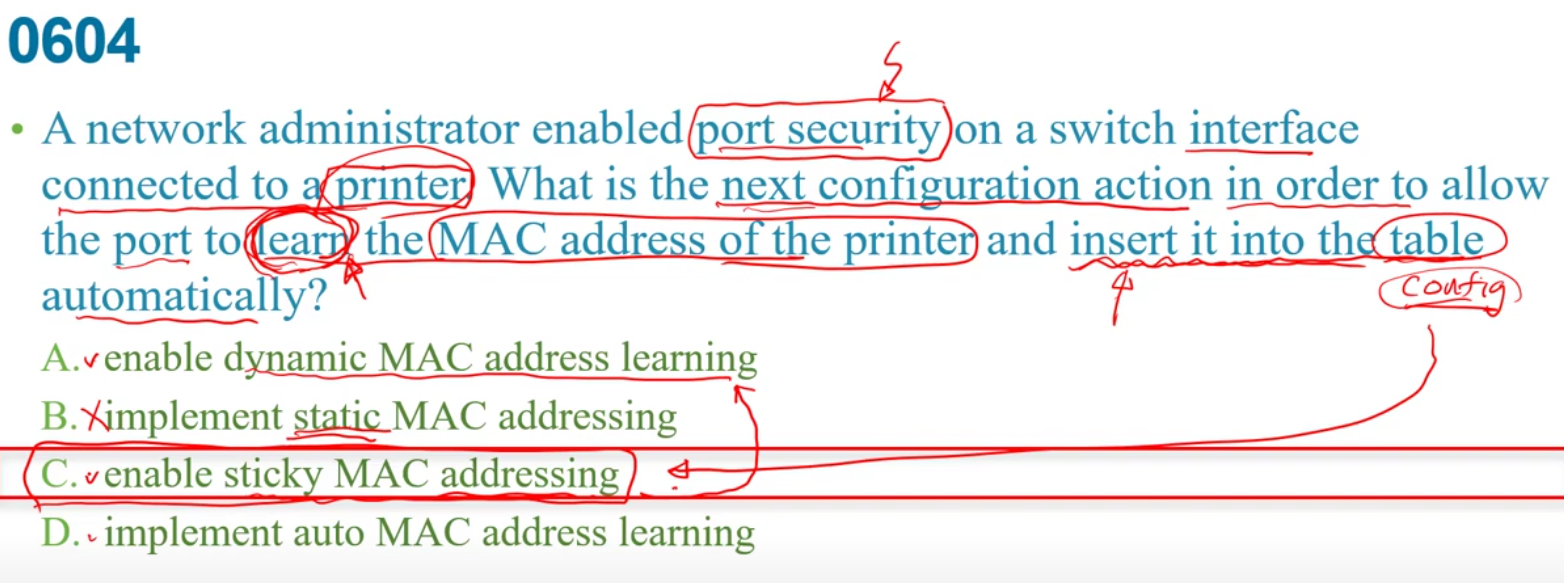 0604
• A network administrator enabled port security on a switch interface
connected to a printer. What is the next configuration action in order to allow
the port to learn the MAC address of the printer and insert it into the table
automatically?
config
A. enable dynamic MAC address learning
B. implement static MAC addressing
C. enable sticky MAC addressing
D. implement auto MAC address learning